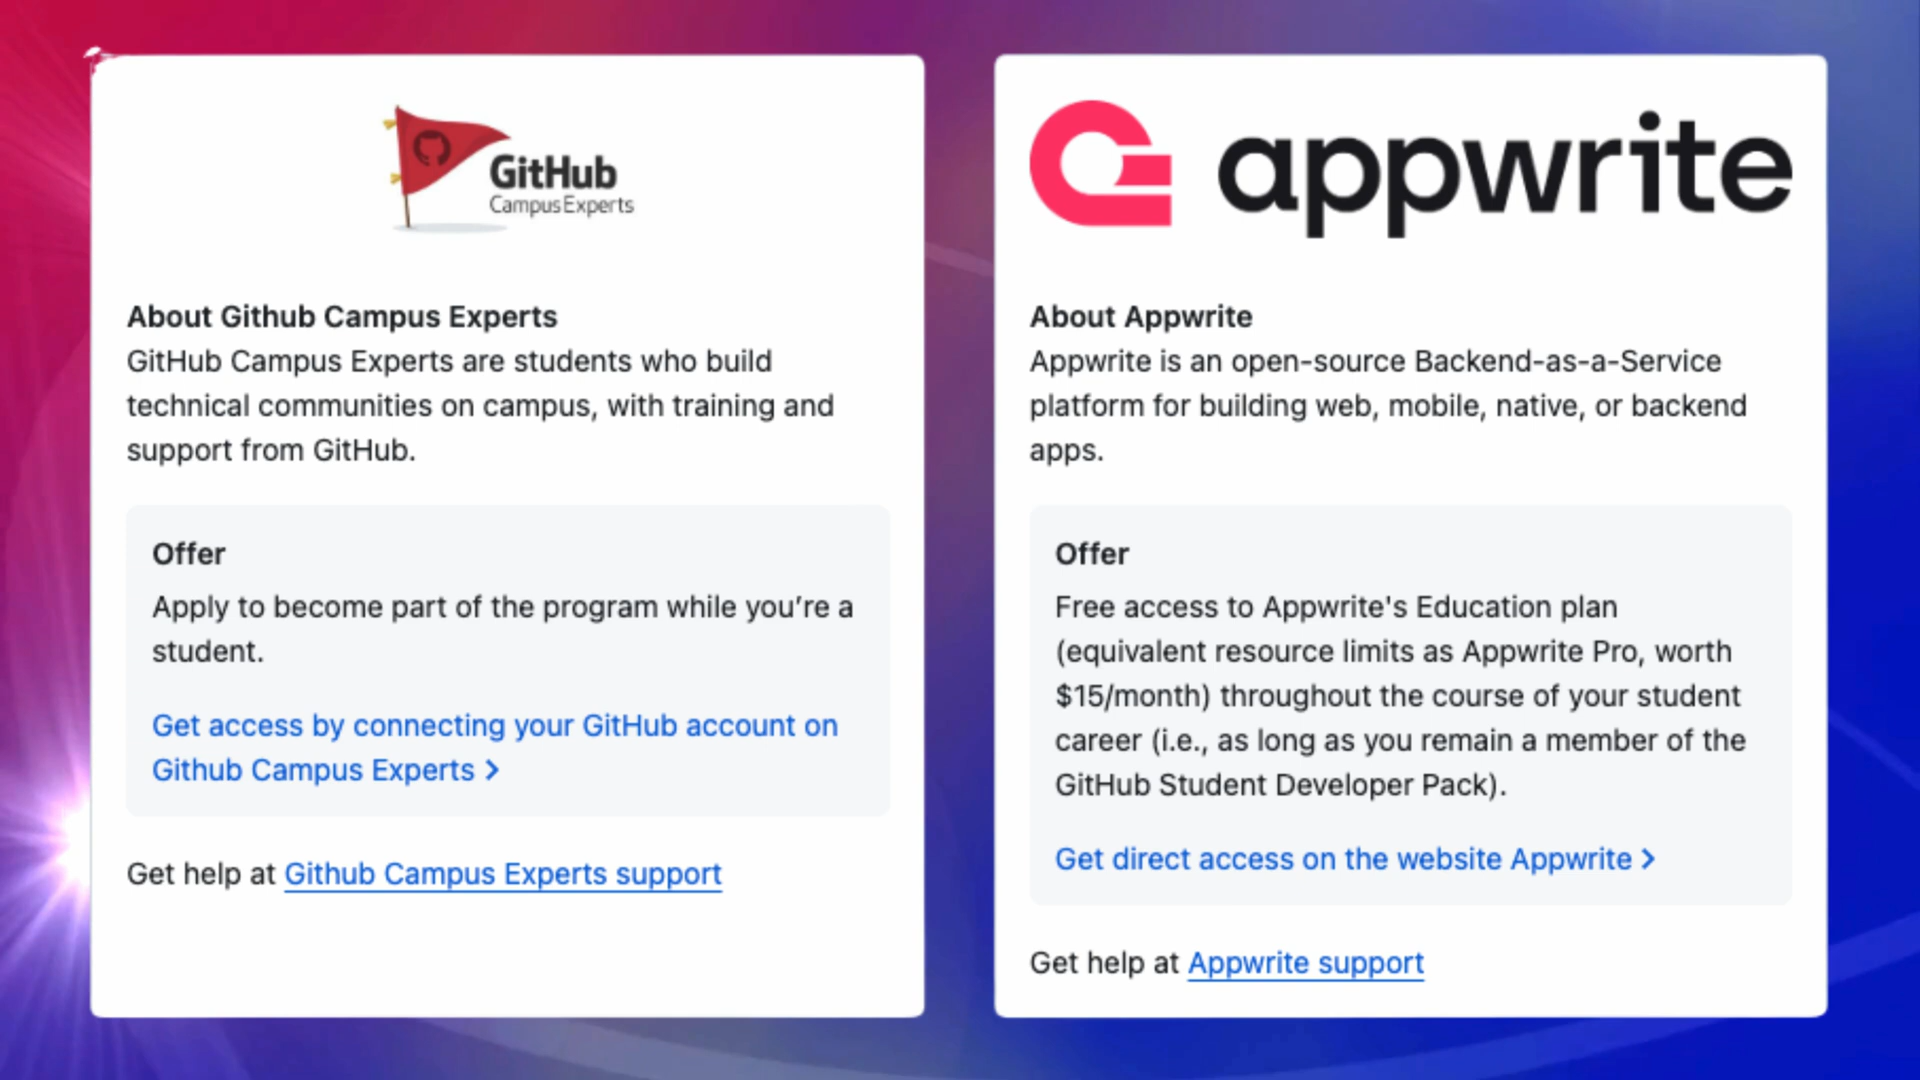 GitHub
Campus Experts
About Github Campus Experts
GitHub Campus Experts are students who build
technical communities on campus, with training and
support from GitHub.
Offer
Apply to become part of the program while you’re a
student.
Get access by connecting your GitHub account on
Github Campus Experts >
Get help at Github Campus Experts support
appwrite
About Appwrite
Appwrite is an open-source Backend-as-a-Service
platform for building web, mobile, native, or backend
apps.
Offer
Free access to Appwrite's Education plan
(equivalent resource limits as Appwrite Pro, worth
$15/month) throughout the course of your student
career (i.e., as long as you remain a member of the
GitHub Student Developer Pack).
Get direct access on the website Appwrite >
Get help at Appwrite support